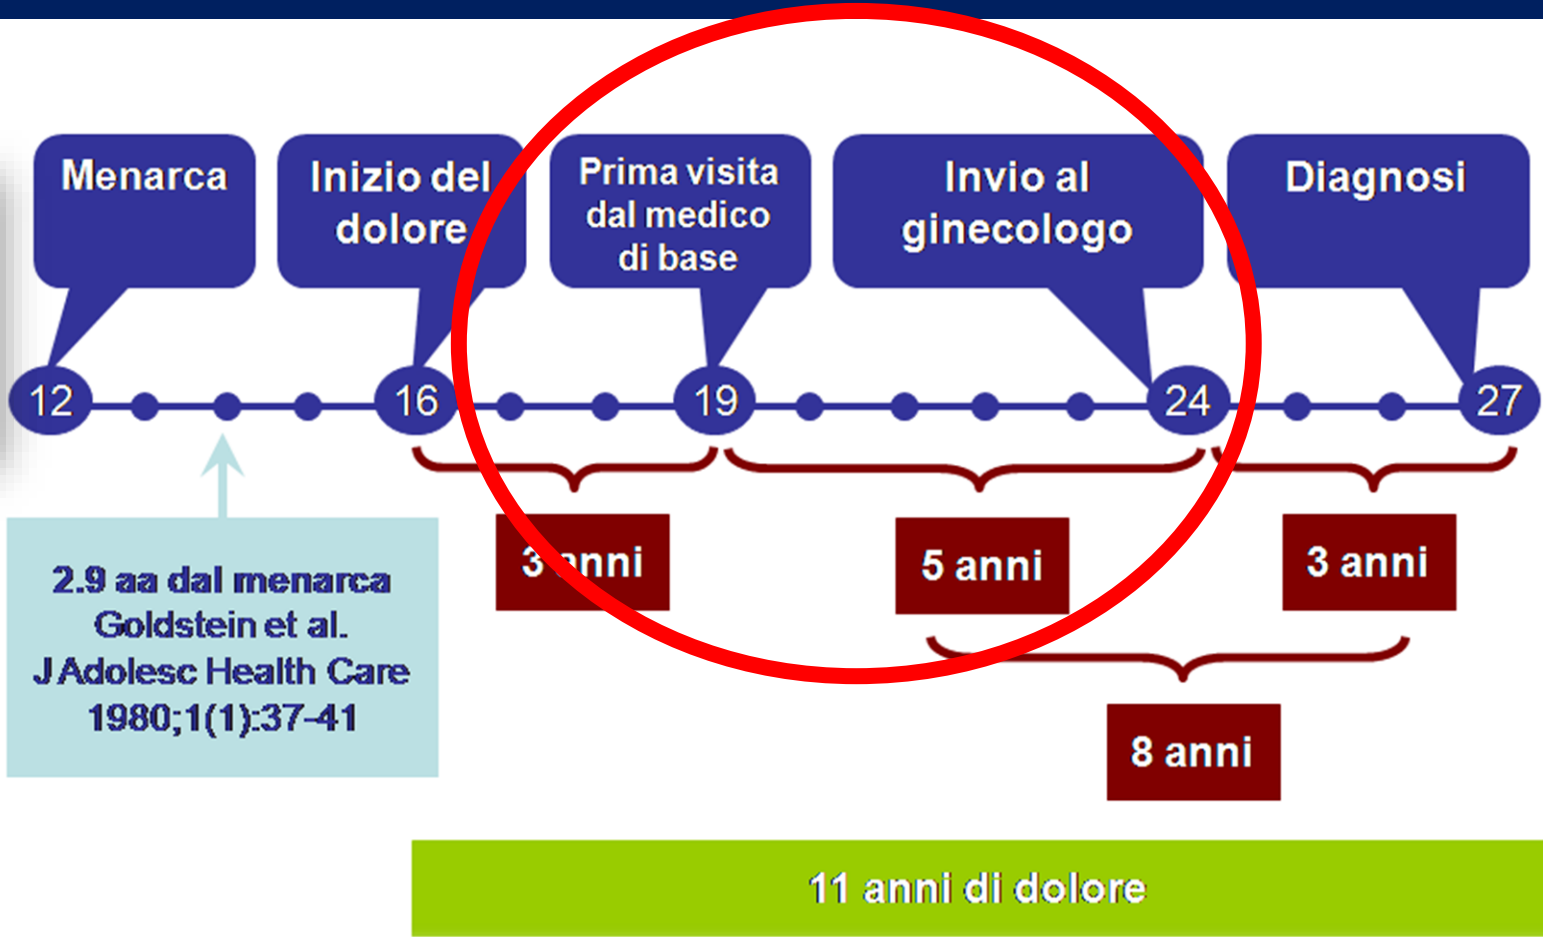 Menarca
Inizio del
dolore
Prima visita
dal medico
di base
Invio al
ginecologo
Diagnosi
12
16
19
24
27
2.9 aa dal menarca
Goldstein et al.
J Adolesc Health Care
1980;1(1):37-41
3 anni
5 anni
3 anni
8 anni
11 anni di dolore